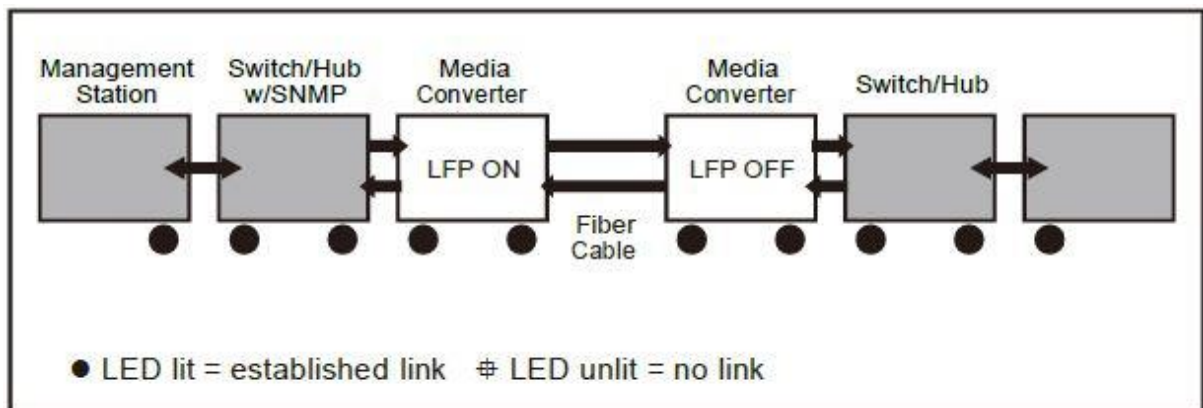 Management
Station
Switch/Hub
w/SNMP
Media
Converter
Media
Converter
Switch/Hub
LFP ON
LFP OFF
Fiber
Cable
● LED lit = established link ⌗ LED unlit = no link